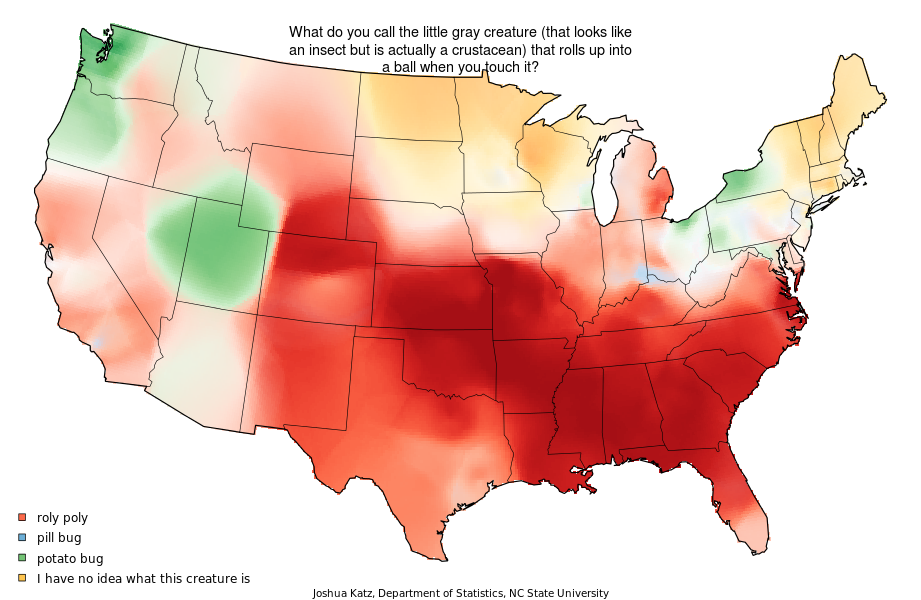 What do you call the little gray creature (that looks like
an insect but is actually a crustacean) that rolls up into
a ball when you touch it?
roly poly
pill bug
potato bug
I have no idea what this creature is
Joshua Katz, Department of Statistics, NC State University